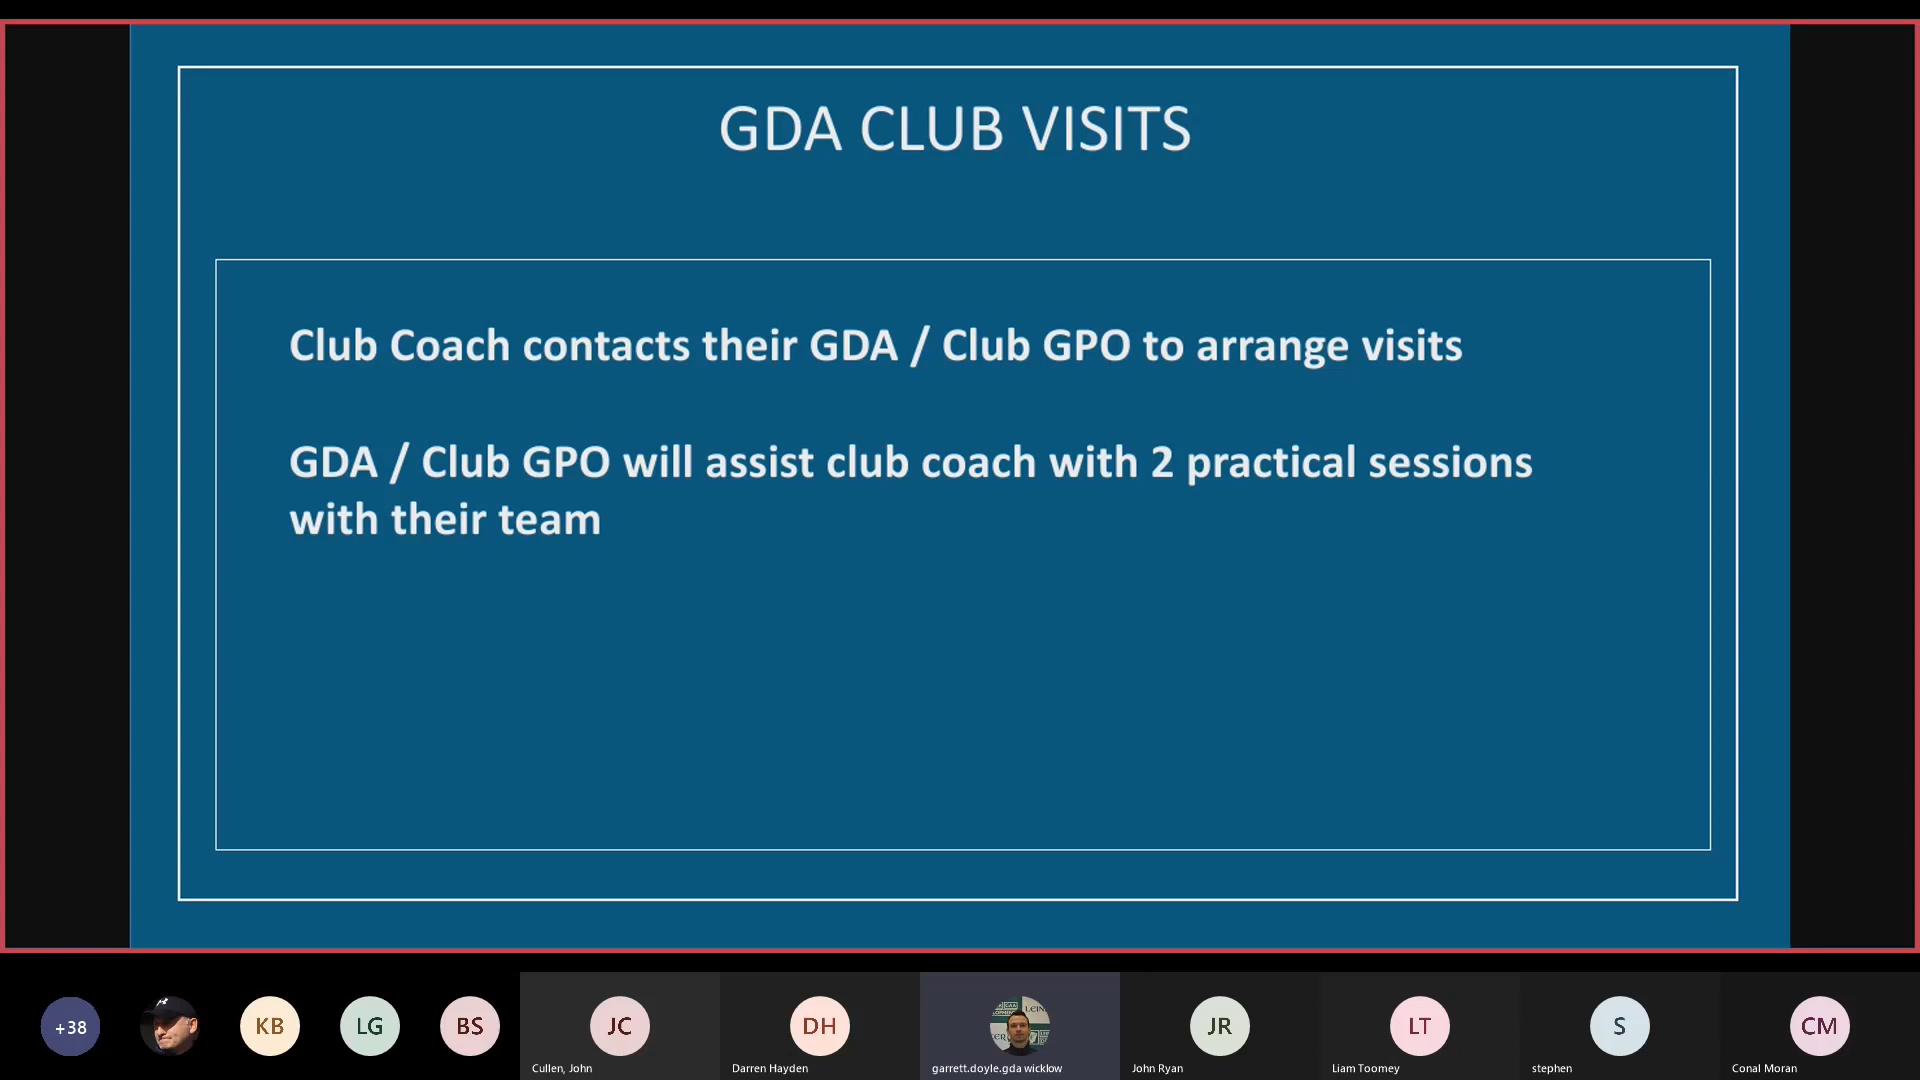 GDA CLUB VISITS
Club Coach contacts their GDA / Club GPO to arrange visits
GDA / Club GPO will assist club coach with 2 practical sessions
with their team
+38
KB
LG
BS
JC
DH
JR
LT
S
CM
Cullen, John
Darren Hayden
garrett.doyle.gda wicklow
John Ryan
Liam Toomey
stephen
Conal Moran